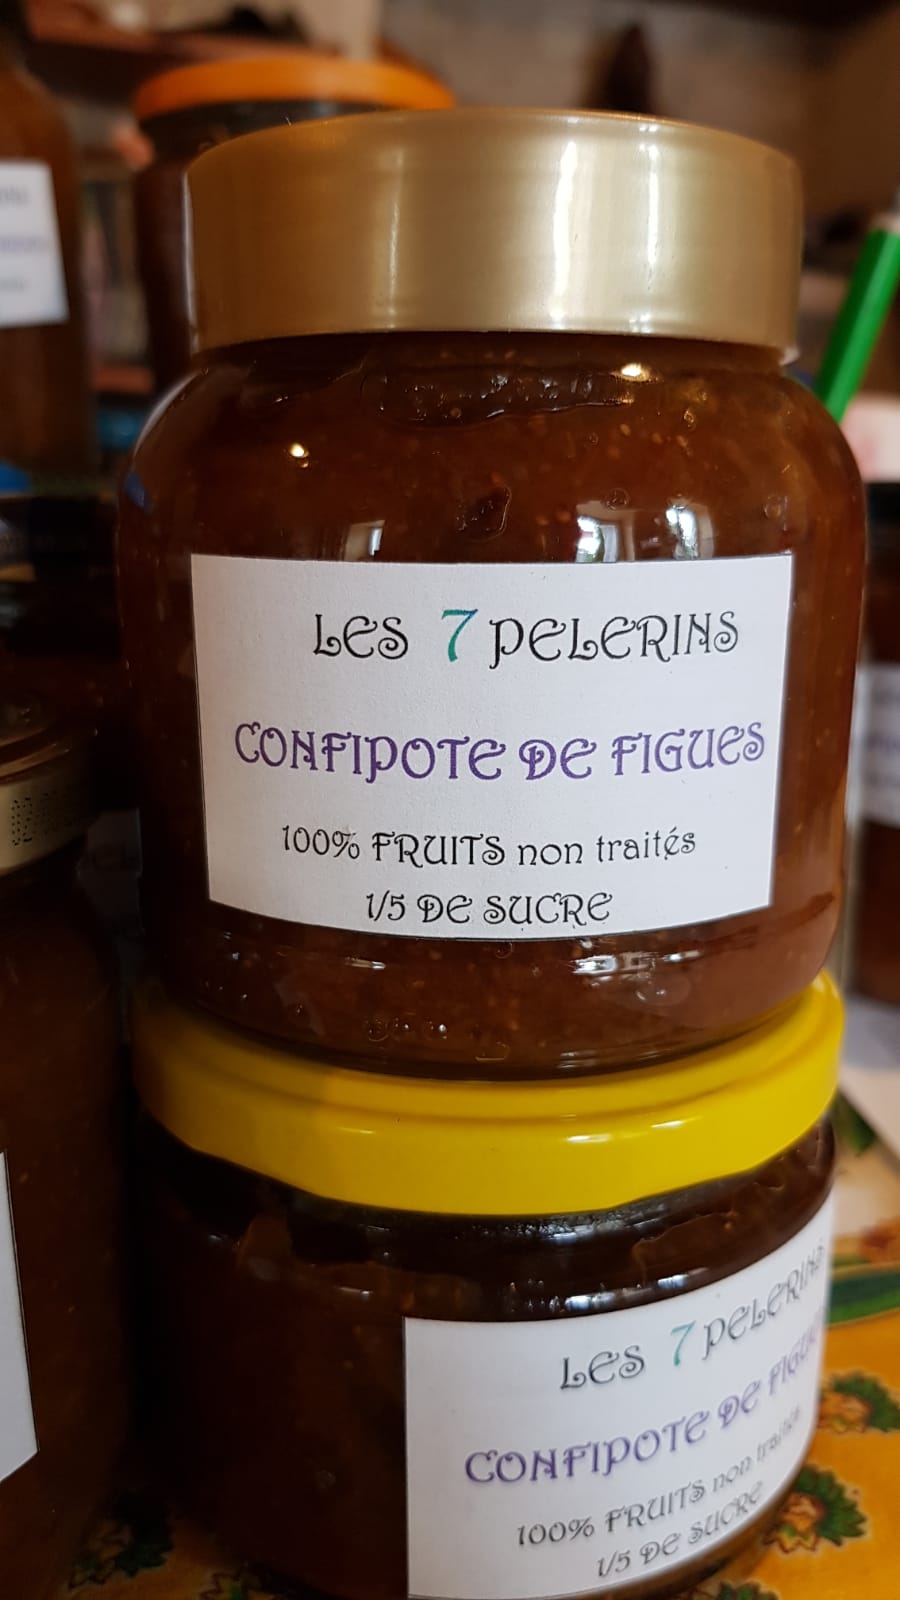 LES 7 PELERINS
CONFIPOTE DE FIGUES
100% FRUITS non traités
1/5 DE SUCRE
LES 7 PELERINS
CONFIPOTE DE FIGU
100% FRUITS non traités
1/5 DE SUCRE